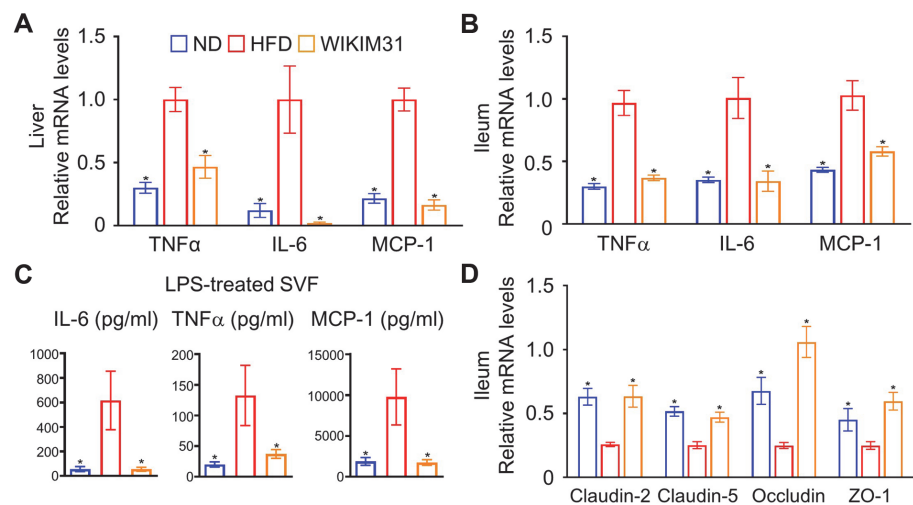 A
Liver
Relative mRNA levels
1.5
1.0
0.5
0
ND HFD WIKIM31
* * * * * *
TNFα IL-6 MCP-1
B
Ileum
Relative mRNA levels
1.5
1.0
0.5
0
* * * * * *
TNFα IL-6 MCP-1
C
LPS-treated SVF
IL-6 (pg/ml) TNFα (pg/ml) MCP-1 (pg/ml)
1000
800
600
400
200
0
* *
200
150
100
50
0
* *
15000
10000
5000
0
* *
D
Ileum
Relative mRNA levels
1.5
1.0
0.5
0
* * * * * * * *
Claudin-2 Claudin-5 Occludin ZO-1